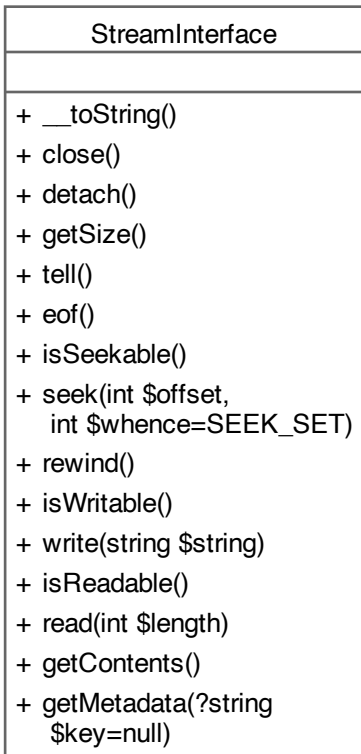 StreamInterface
+ __toString()
+ close()
+ detach()
+ getSize()
+ tell()
+ eof()
+ isSeekable()
+ seek(int $offset,
int $whence=SEEK_SET)
+ rewind()
+ isWritable()
+ write(string $string)
+ isReadable()
+ read(int $length)
+ getContents()
+ getMetadata(?string
$key=null)